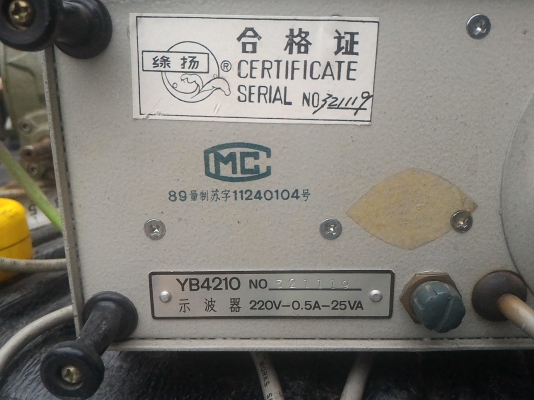 绿扬
®
合格证
CERTIFICATE
SERIAL NO 321119
MC
89量制苏字11240104号
YB4210 NO
示波器 220V-0.5A-25VA